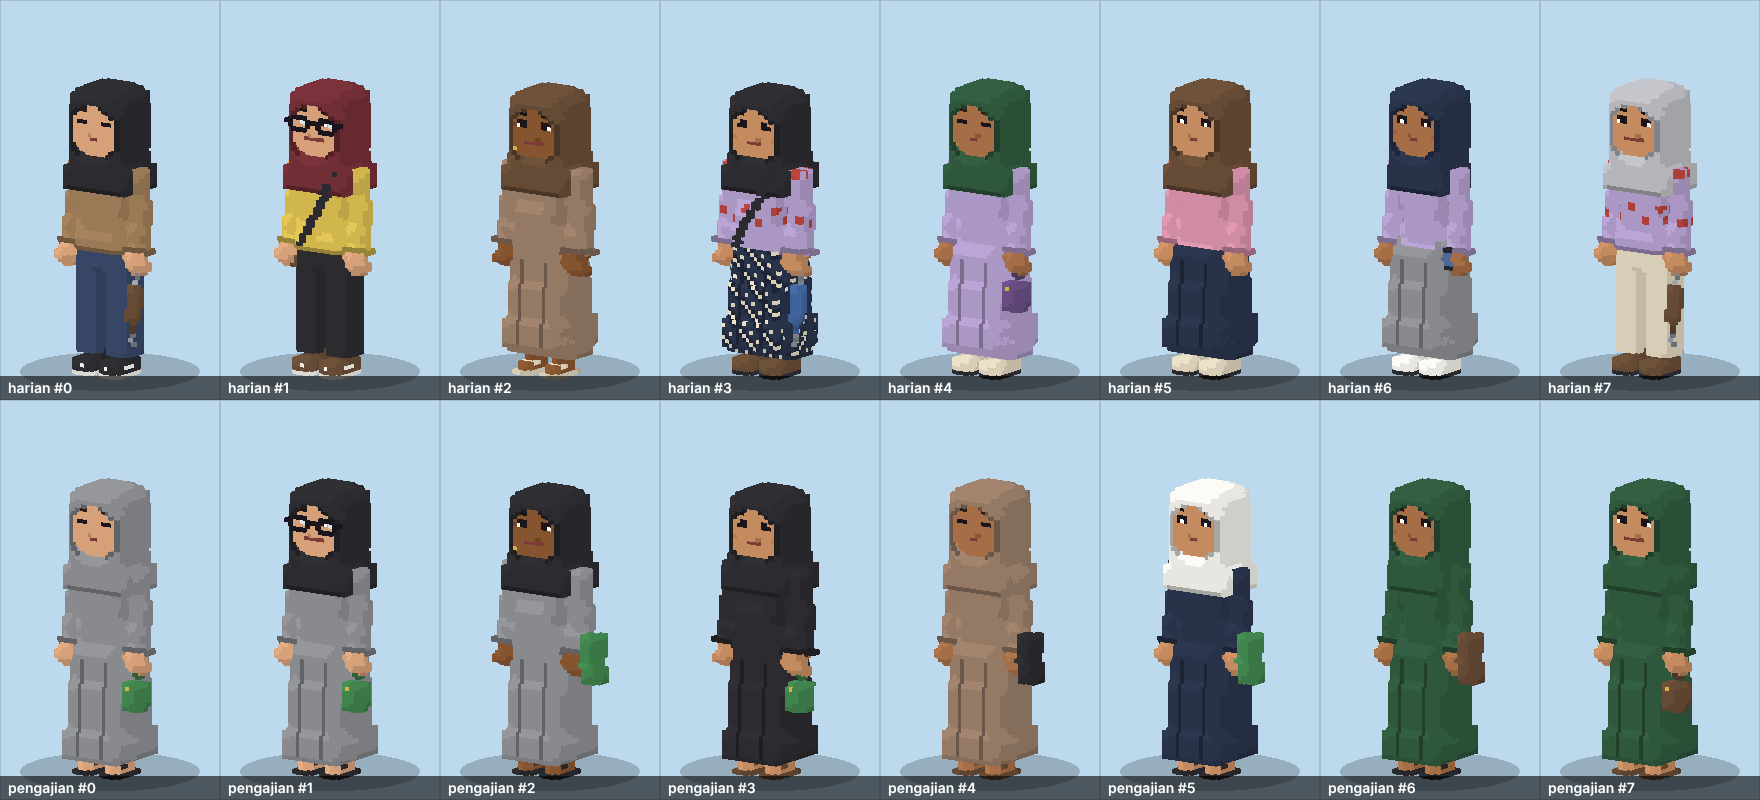 harian #0
harian #1
harian #2
harian #3
harian #4
harian #5
harian #6
harian #7
pengajian #0
pengajian #1
pengajian #2
pengajian #3
pengajian #4
pengajian #5
pengajian #6
pengajian #7